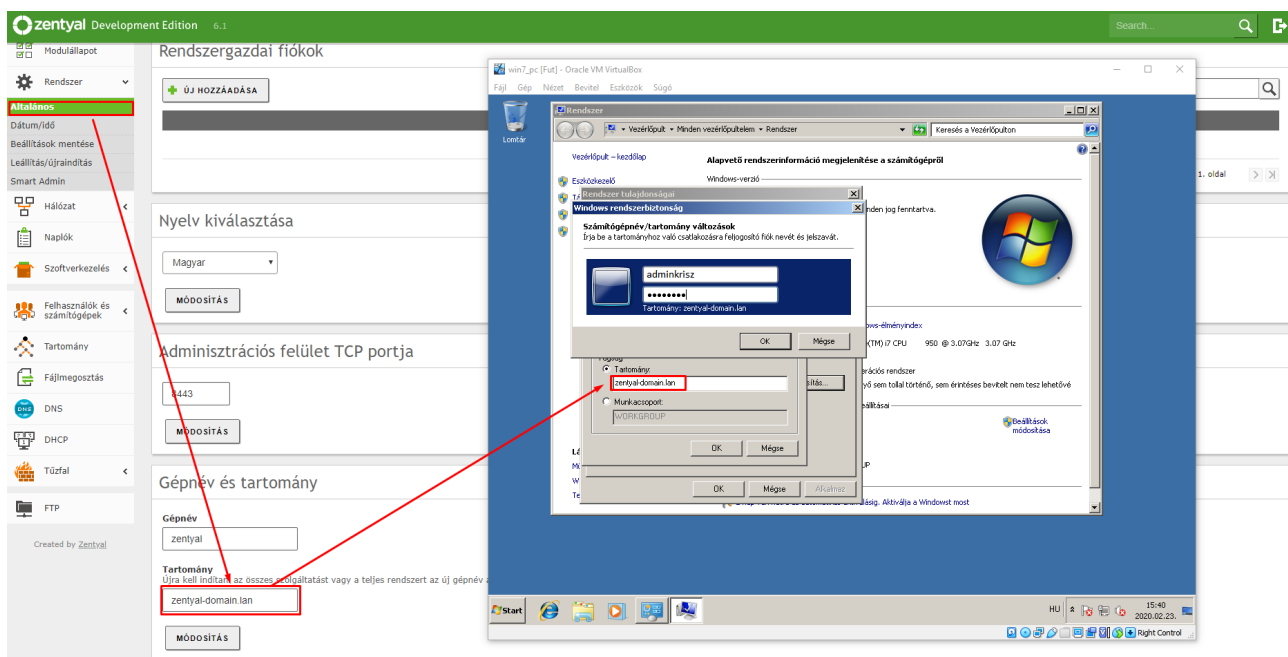 zentyal Development Edition 6.1
Search...
Modulállapot
Rendszer
Általános
Dátum/idő
Beállítások mentése
Leállítás/újraindítás
Smart Admin
Hálózat
Naplók
Szoftverkezelés
Felhasználók és
számítógépek
Tartomány
Fájlmegosztás
DNS
DHCP
Tűzfal
FTP
Created by Zentyal
Rendszergazdai fiókok
ÚJ HOZZÁADÁSA
1. oldal
Nyelv kiválasztása
Magyar
MÓDOSÍTÁS
Adminisztrációs felület TCP portja
8443
MÓDOSÍTÁS
Gépnév és tartomány
Gépnév
zentyal
Tartomány
Újra kell indítani az összes szolgáltatást vagy a teljes rendszert az új gépnév
zentyal-domain.lan
MÓDOSÍTÁS
win7_pc [Fut] - Oracle VM VirtualBox
Fájl Gép Nézet Bevitel Eszközök Súgó
Lomtár
Rendszer
Vezérlőpult Minden vezérlőpultelem Rendszer
Keresés a Vezérlőpulton
Vezérlőpult – kezdőlap
Eszközkezelő
Alapvető rendszerinformáció megjelenítése a számítógépről
Windows-verzió
inden jog fenntartva.
Rendszer tulajdonságai
Windows rendszerbiztonság
Számítógépnév/tartomány változások
Írja be a tartományhoz való csatlakozásra feljogosító fiók nevét és jelszavát.
adminkrisz
Tartomány: zentyal-domain.lan
OK Mégse
ows-élményindex
(TM) i7 CPU 950 @ 3.07GHz 3.07 GHz
erációs rendszer
yő sem tollal történő, sem érintéses bevitelt nem tesz lehetővé
eállításai
Beállítások
módosítása
Tartomány:
zentyal-domain.lan
sítás...
Munkacsoport:
WORKGROUP
OK Mégse
OK Mégse Alkalmaz
lásig. Aktiválja a Windowst most
Start
HU
15:40
2020.02.23.
Right Control